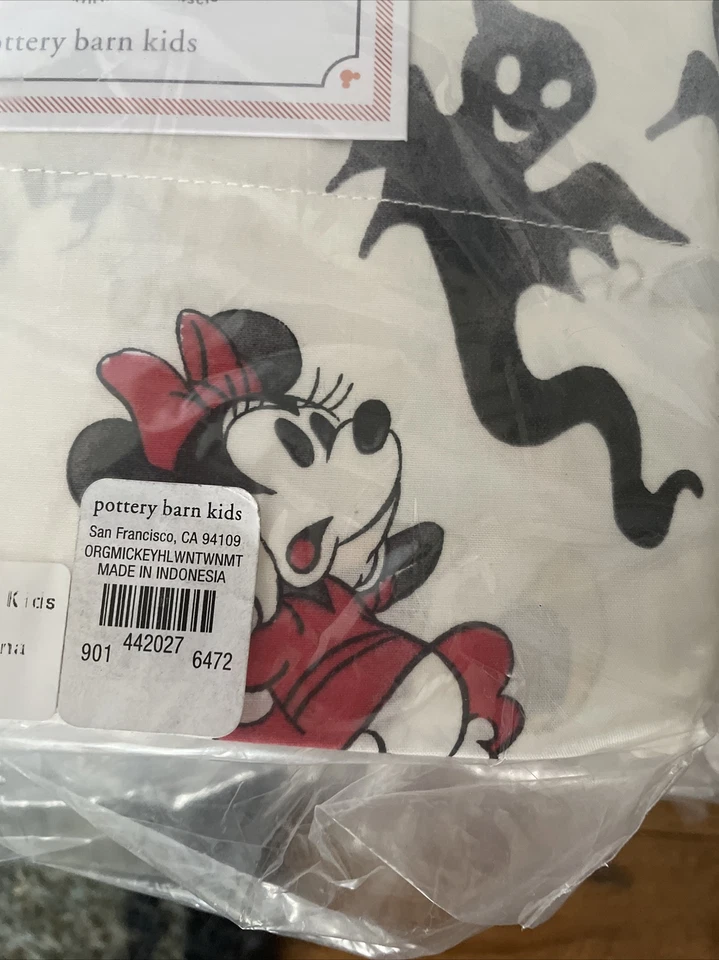 pottery barn kids
pottery barn kids
San Francisco, CA 94109
ORGMICKEYHLWNTWNMT
MADE IN INDONESIA
901 442027 6472
Kids